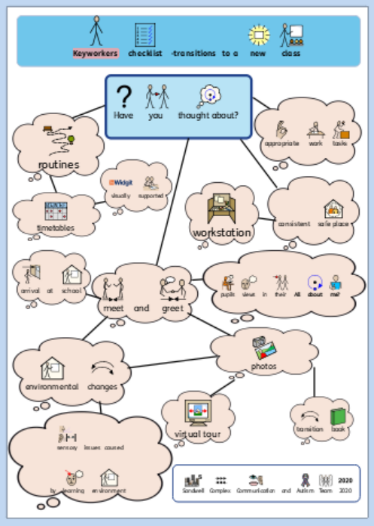 Keyworkers checklist -transitions to a new class
Have you thought about?
routines
appropriate work tasks
Widgit
visually supported
timetables
workstation
consistent safe place
arrival at school
meet and greet
pupils views in their All about me!
environmental changes
photos
sensory issues caused
by learning environment
virtual tour
transition book
Sandwell Complex Communication and Autism Team 2020
2020